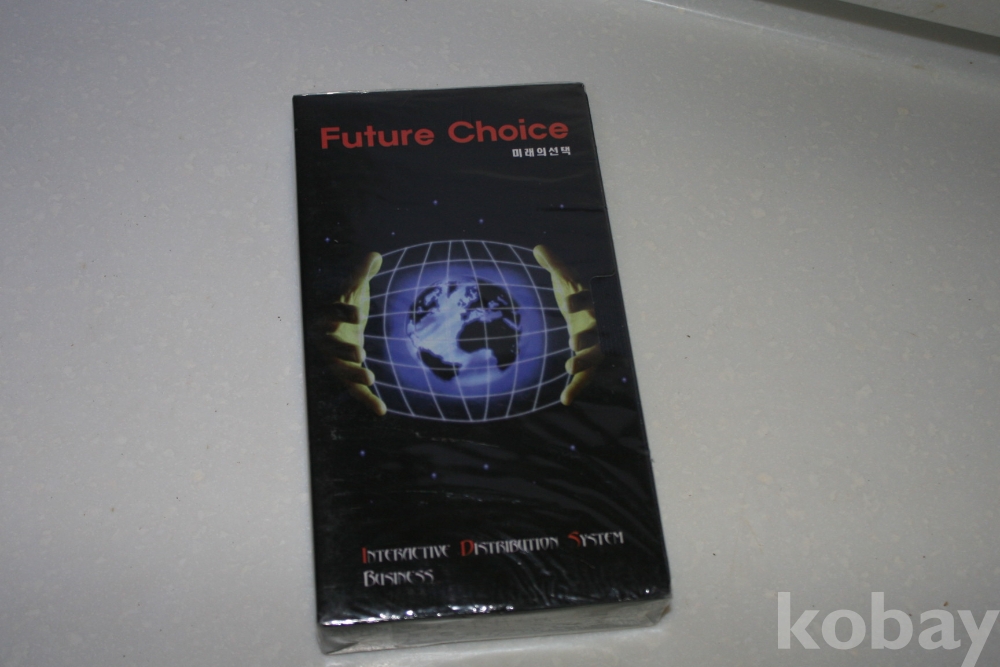 Future Choice
미래의선택
INTERACTIVE DISTRIBUTION SYSTEM
BUSINESS
kobay